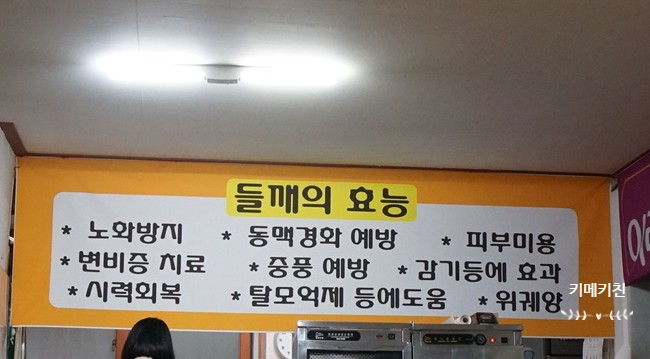 들깨의 효능
* 노화방지 * 동맥경화 예방 * 피부미용
* 변비증 치료 * 중풍 예방 * 감기등에 효과
* 시력회복 * 탈모억제 등에도움 * 위궤양
키메키친